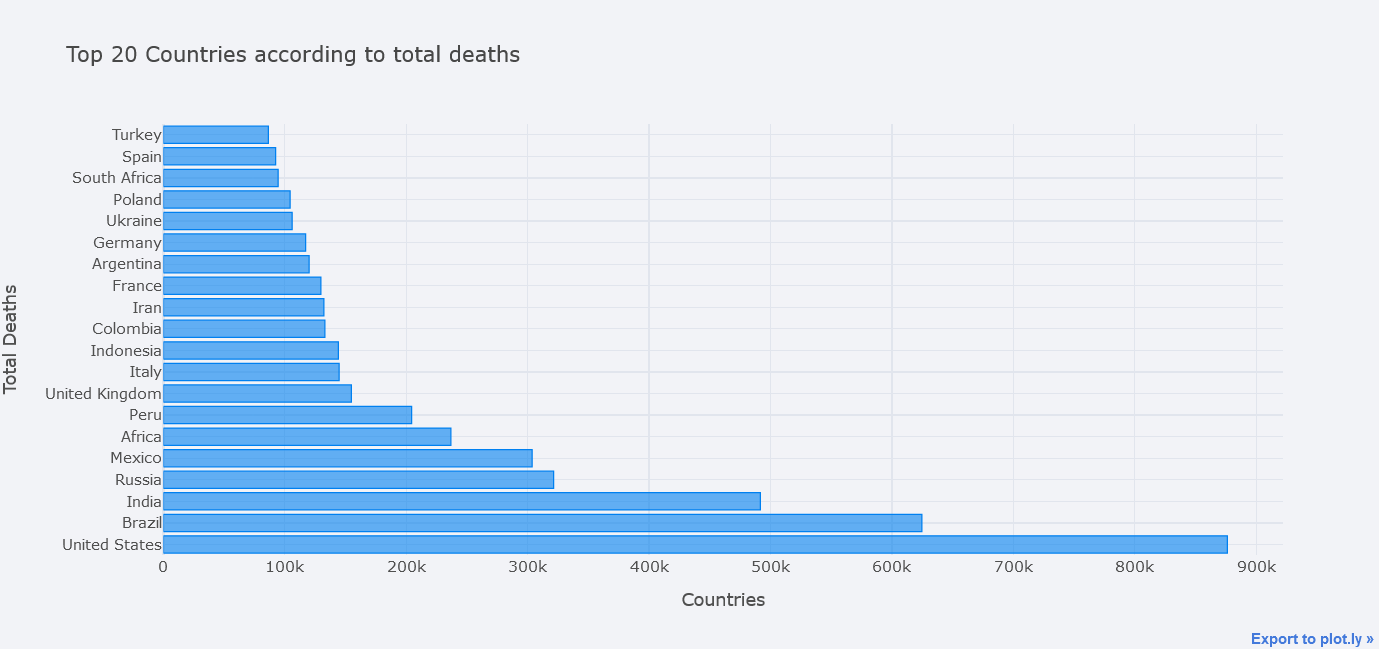 Top 20 Countries according to total deaths
Total Deaths
Turkey
Spain
South Africa
Poland
Ukraine
Germany
Argentina
France
Iran
Colombia
Indonesia
Italy
United Kingdom
Peru
Africa
Mexico
Russia
India
Brazil
United States
0 100k 200k 300k 400k 500k 600k 700k 800k 900k
Countries
Export to plot.ly »